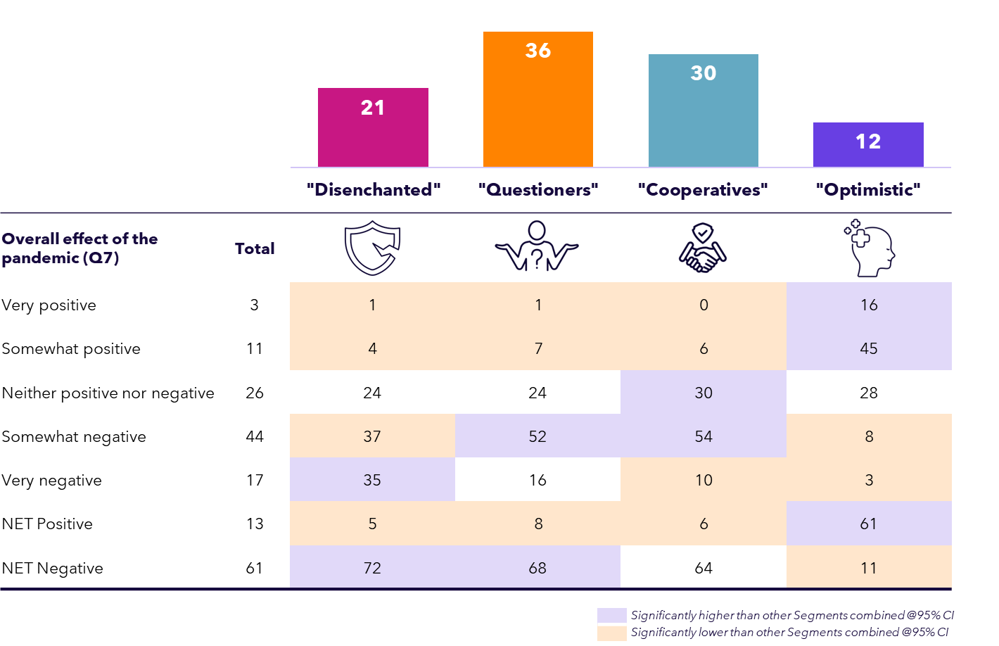 21
36
30
12
"Disenchanted"
"Questioners"
"Cooperatives"
"Optimistic"
Overall effect of the
pandemic (Q7)
Total
?
Very positive 3 1 1 0 16
Somewhat positive 11 4 7 6 45
Neither positive nor negative 26 24 24 30 28
Somewhat negative 44 37 52 54 8
Very negative 17 35 16 10 3
NET Positive 13 5 8 6 61
NET Negative 61 72 68 64 11
Significantly higher than other Segments combined @95% CI
Significantly lower than other Segments combined @95% CI